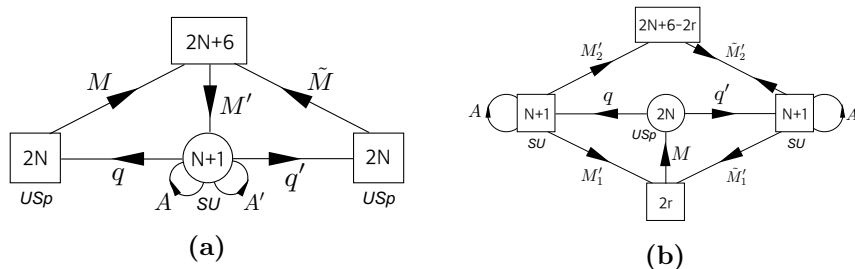 2N+6
M
M̃
M'
2N
N+1
2N
q
q'
USp
A
SU
A'
USp
(a)
2N+6-2r
M'₂
M̃'₂
A
N+1
q
2N
q'
N+1
A
SU
USp
SU
M
M'₁
M̃'₁
2r
(b)